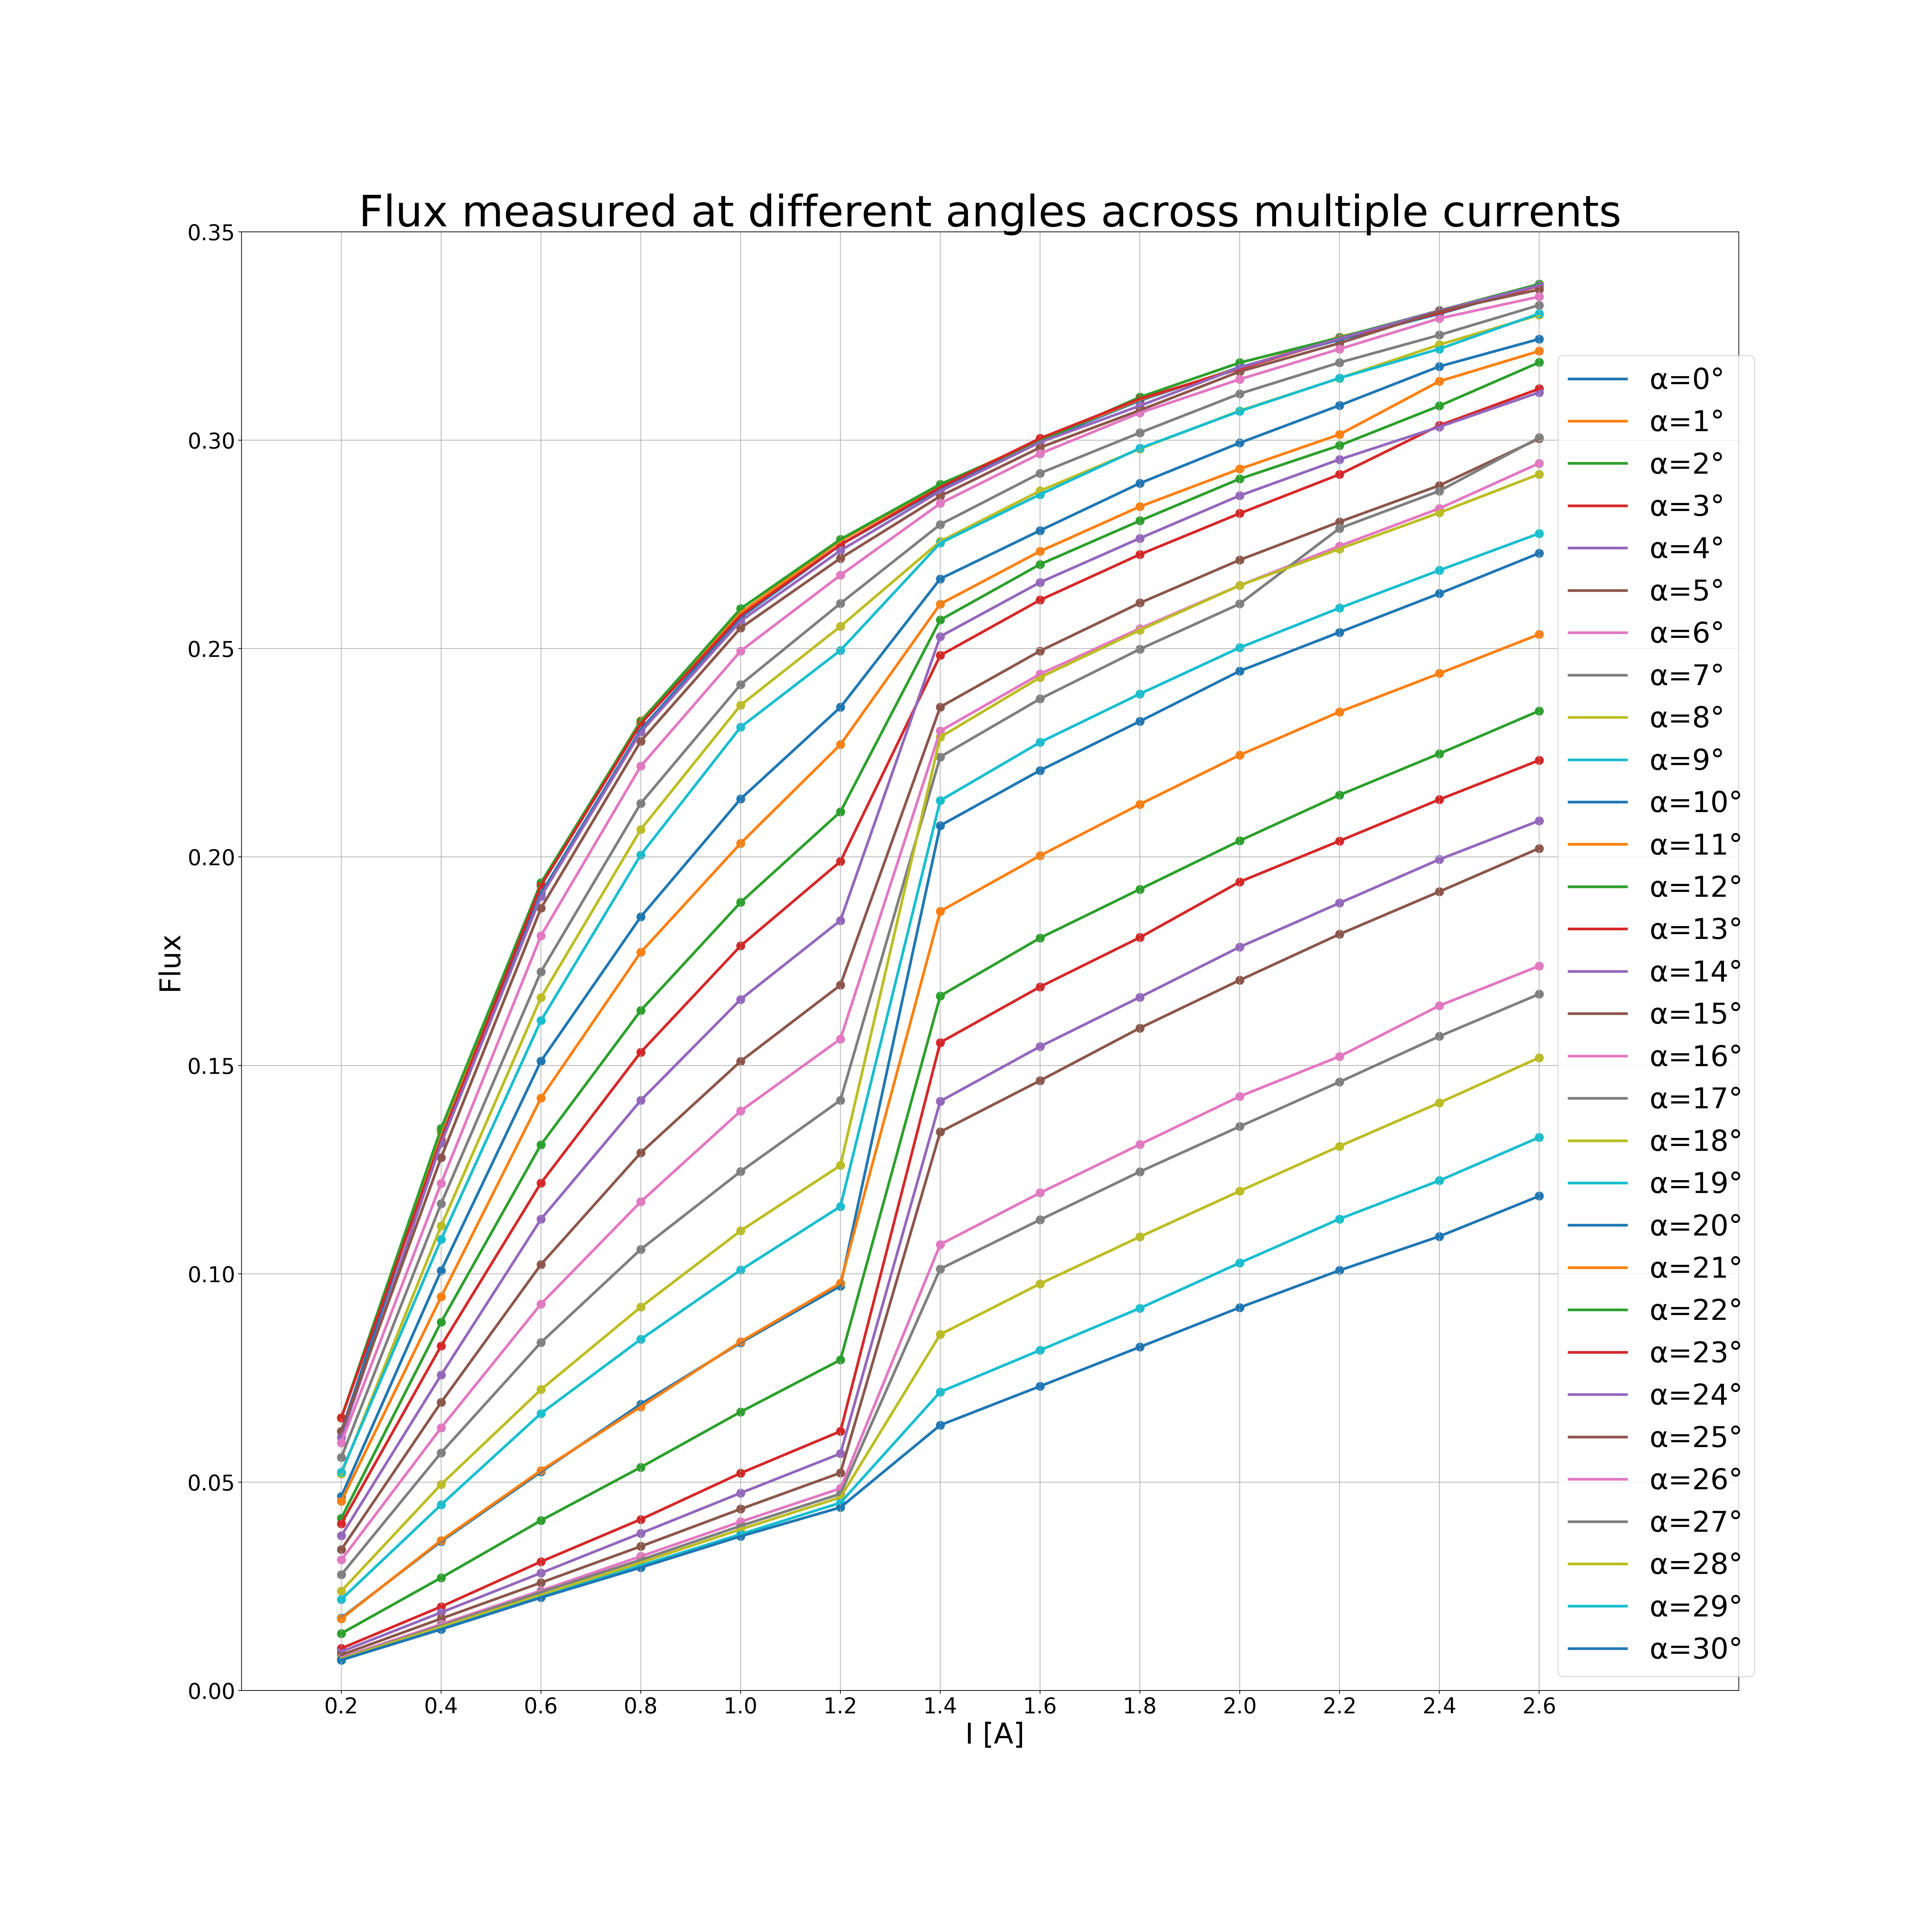 Flux measured at different angles across multiple currents
0.35
0.30
0.25
0.20
0.15
0.10
0.05
0.00
Flux
0.2 0.4 0.6 0.8 1.0 1.2 1.4 1.6 1.8 2.0 2.2 2.4 2.6
I [A]
α=0°
α=1°
α=2°
α=3°
α=4°
α=5°
α=6°
α=7°
α=8°
α=9°
α=10°
α=11°
α=12°
α=13°
α=14°
α=15°
α=16°
α=17°
α=18°
α=19°
α=20°
α=21°
α=22°
α=23°
α=24°
α=25°
α=26°
α=27°
α=28°
α=29°
α=30°